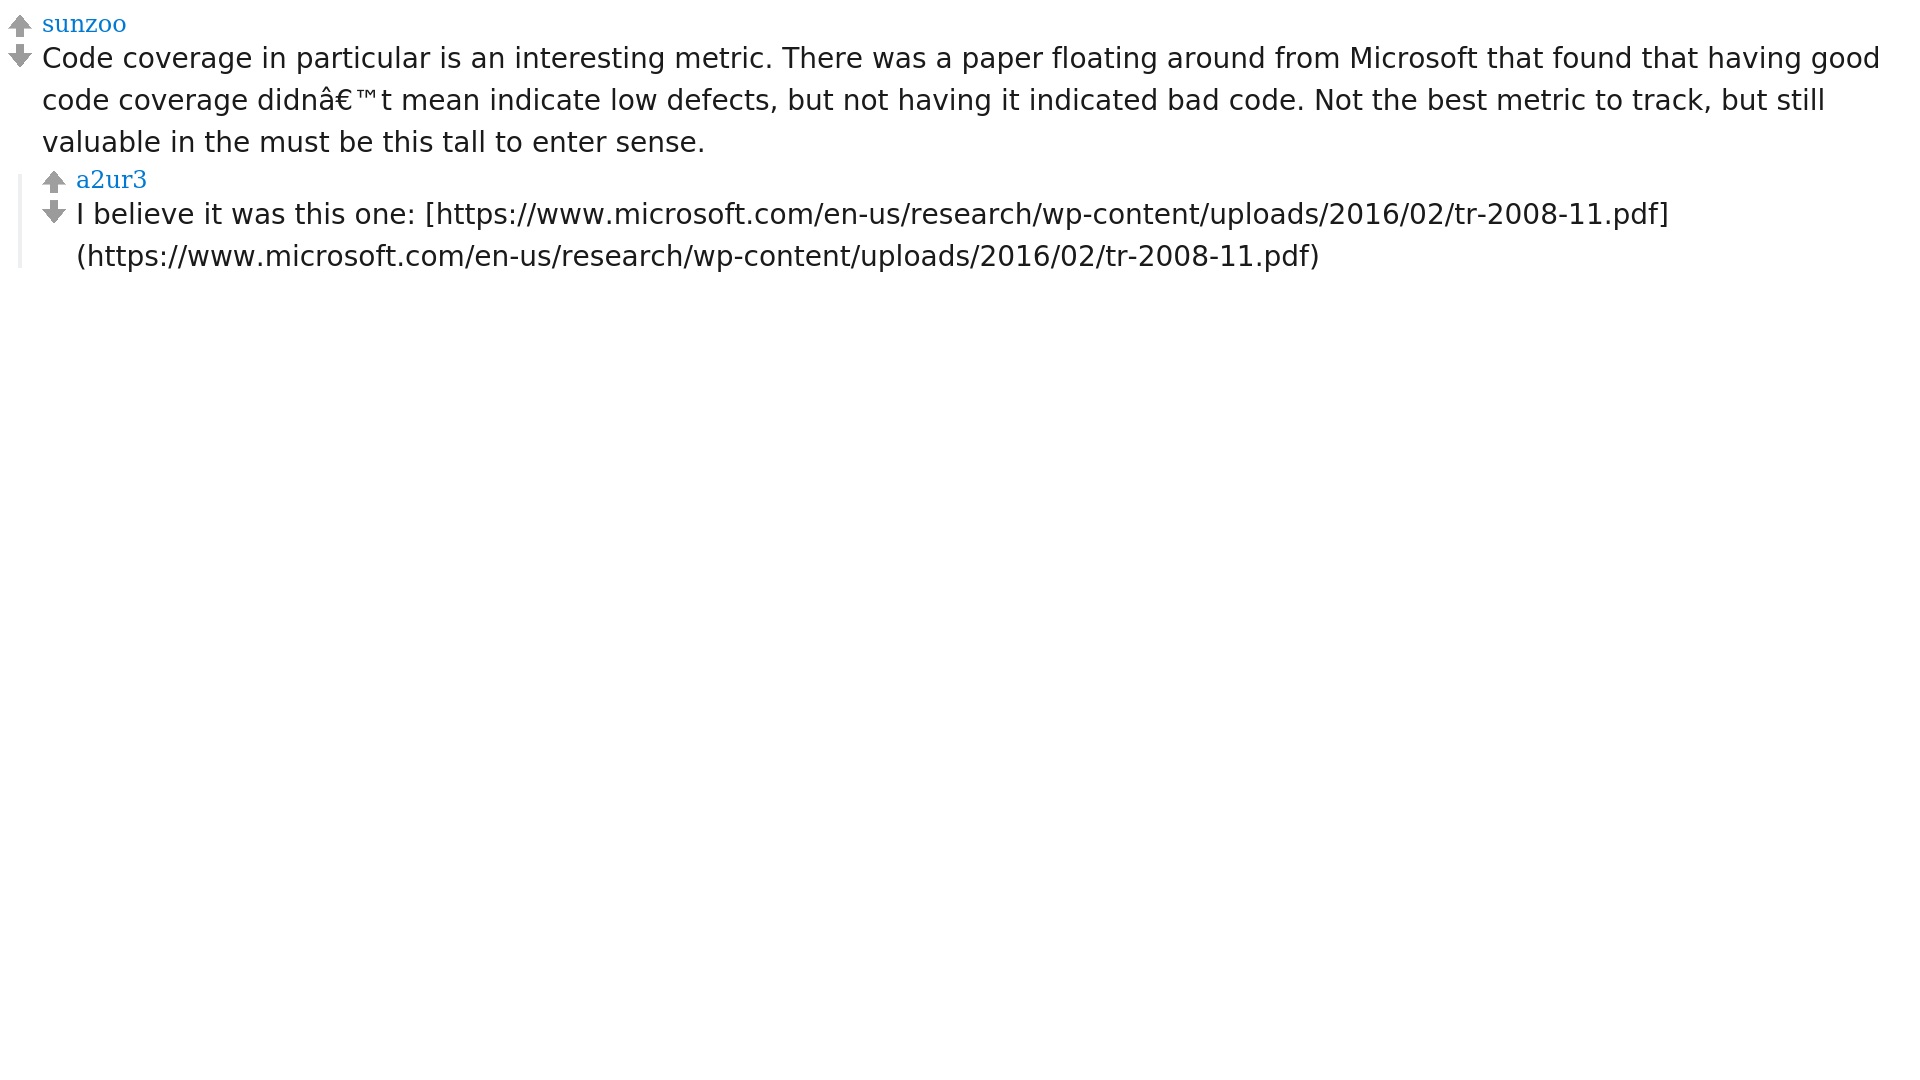 sunzoo
Code coverage in particular is an interesting metric. There was a paper floating around from Microsoft that found that having good
code coverage didnâ€™t mean indicate low defects, but not having it indicated bad code. Not the best metric to track, but still
valuable in the must be this tall to enter sense.
a2ur3
I believe it was this one: [https://www.microsoft.com/en-us/research/wp-content/uploads/2016/02/tr-2008-11.pdf]
(https://www.microsoft.com/en-us/research/wp-content/uploads/2016/02/tr-2008-11.pdf)